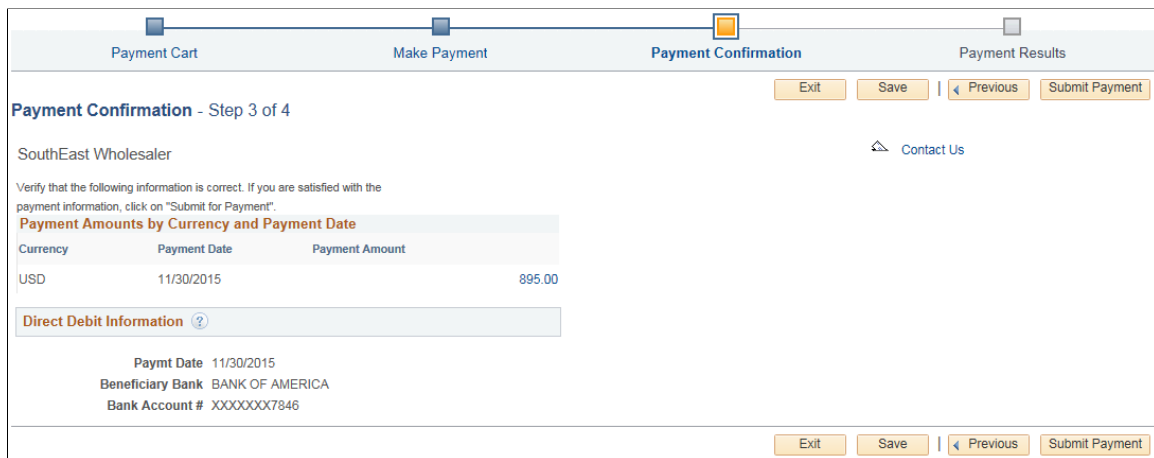 Payment Cart Make Payment Payment Confirmation Payment Results
Exit Save | Previous Submit Payment
Payment Confirmation - Step 3 of 4
SouthEast Wholesaler
Contact Us
Verify that the following information is correct. If you are satisfied with the
payment information, click on "Submit for Payment".
Payment Amounts by Currency and Payment Date
Currency Payment Date Payment Amount
USD 11/30/2015 895.00
Direct Debit Information ?
Paymt Date 11/30/2015
Beneficiary Bank BANK OF AMERICA
Bank Account # XXXXXXX7846
Exit Save | Previous Submit Payment